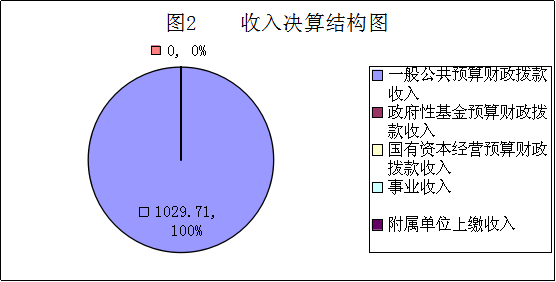 图2 收入决算结构图
0, 0%
1029.71,
100%
一般公共预算财政拨款
收入
政府性基金预算财政拨
款收入
国有资本经营预算财政
拨款收入
事业收入
附属单位上缴收入